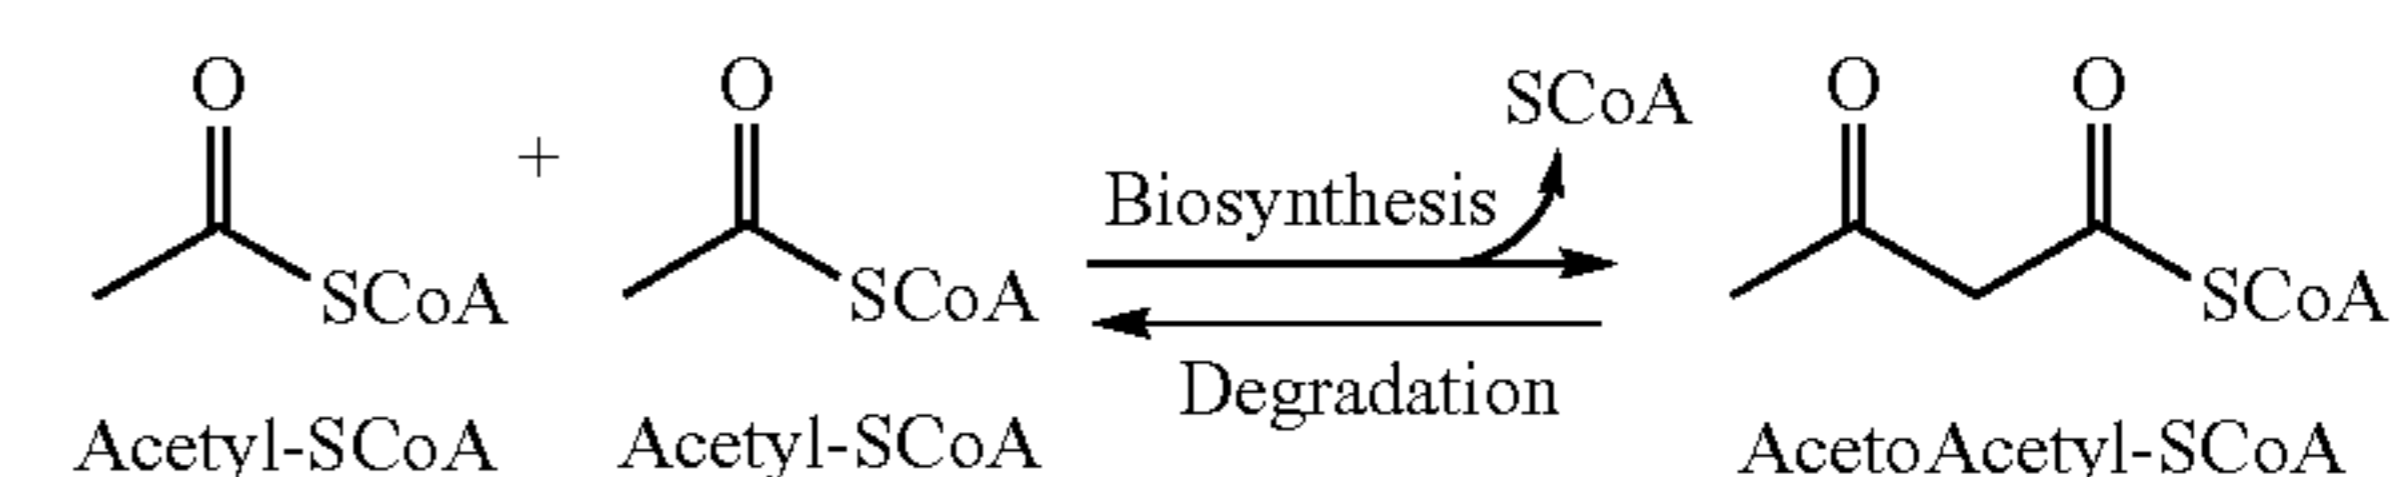 O
O
SCoA
O
O
+
Biosynthesis
SCoA
SCoA
SCoA
Degradation
Acetyl-SCoA
Acetyl-SCoA
AcetoAcetyl-SCoA